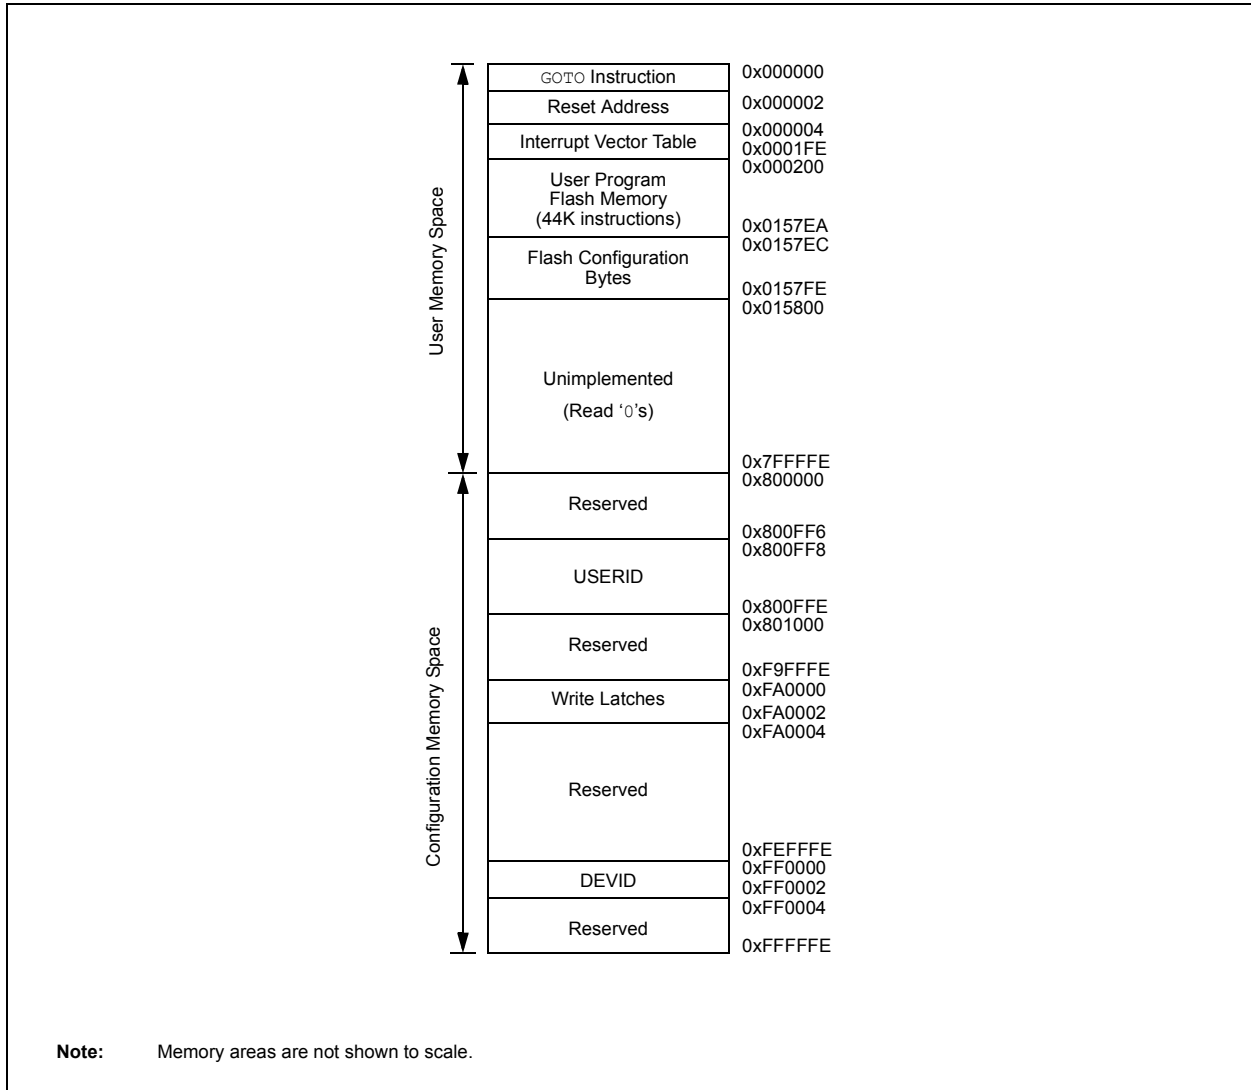 GOTO Instruction
0x000000
Reset Address
0x000002
Interrupt Vector Table
0x000004
0x0001FE
0x000200
User Program
Flash Memory
(44K instructions)
0x0157EA
0x0157EC
Flash Configuration
Bytes
0x0157FE
0x015800
User Memory Space
Unimplemented
(Read ‘0’s)
0x7FFFFE
0x800000
Reserved
0x800FF6
0x800FF8
USERID
0x800FFE
0x801000
Reserved
0xF9FFFE
0xFA0000
Write Latches
0xFA0002
0xFA0004
Configuration Memory Space
Reserved
0xFEFFFE
0xFF0000
DEVID
0xFF0002
0xFF0004
Reserved
0xFFFFFE
Note: Memory areas are not shown to scale.